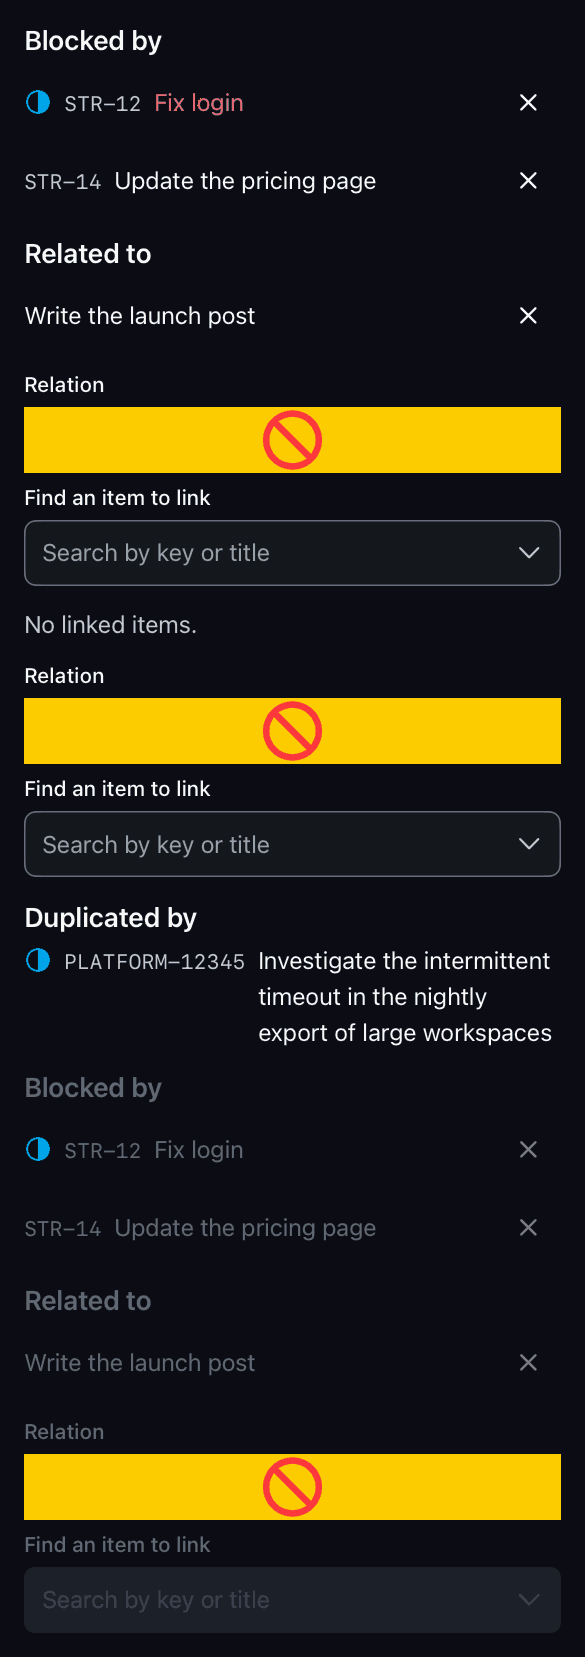 Blocked by
STR-12 Fix login
STR-14 Update the pricing page
Related to
Write the launch post
Relation
Find an item to link
Search by key or title
No linked items.
Relation
Find an item to link
Search by key or title
Duplicated by
PLATFORM-12345 Investigate the intermittent
timeout in the nightly
export of large workspaces
Blocked by
STR-12 Fix login
STR-14 Update the pricing page
Related to
Write the launch post
Relation
Find an item to link
Search by key or title